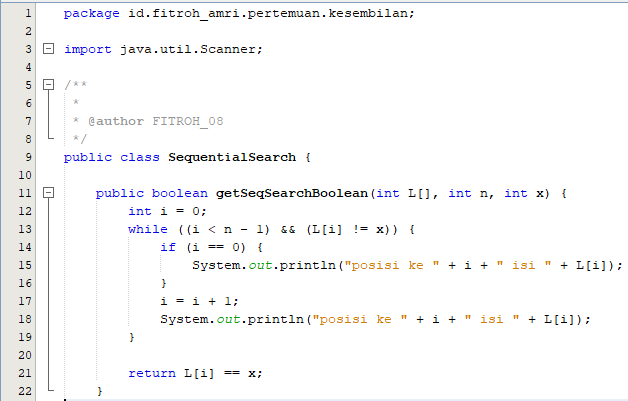 1 package id.fitroh_amri.pertemuan.kesembilan;
2
3 import java.util.Scanner;
4
5 /**
6 *
7 * @author FITROH_08
8 */
9 public class SequentialSearch {
10
11 public boolean getSeqSearchBoolean(int L[], int n, int x) {
12 int i = 0;
13 while ((i < n - 1) && (L[i] != x)) {
14 if (i == 0) {
15 System.out.println("posisi ke " + i + " isi " + L[i]);
16 }
17 i = i + 1;
18 System.out.println("posisi ke " + i + " isi " + L[i]);
19 }
20
21 return L[i] == x;
22 }